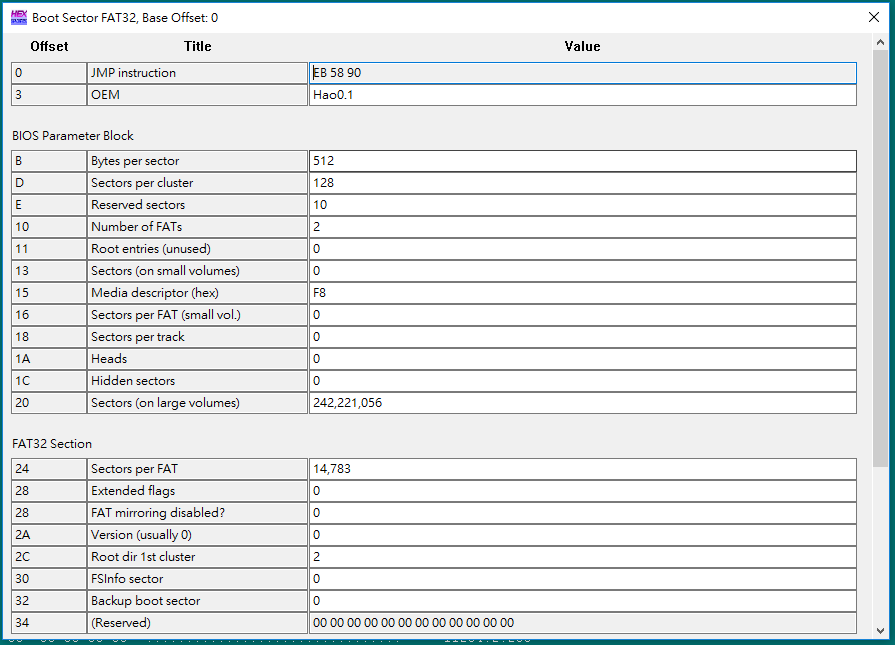 HEX
Boot Sector FAT32, Base Offset: 0
Offset Title Value
0 JMP instruction EB 58 90
3 OEM Hao0.1
BIOS Parameter Block
B Bytes per sector 512
D Sectors per cluster 128
E Reserved sectors 10
10 Number of FATs 2
11 Root entries (unused) 0
13 Sectors (on small volumes) 0
15 Media descriptor (hex) F8
16 Sectors per FAT (small vol.) 0
18 Sectors per track 0
1A Heads 0
1C Hidden sectors 0
20 Sectors (on large volumes) 242,221,056
FAT32 Section
24 Sectors per FAT 14,783
28 Extended flags 0
28 FAT mirroring disabled? 0
2A Version (usually 0) 0
2C Root dir 1st cluster 2
30 FSInfo sector 0
32 Backup boot sector 0
34 (Reserved) 00 00 00 00 00 00 00 00 00 00 00 00